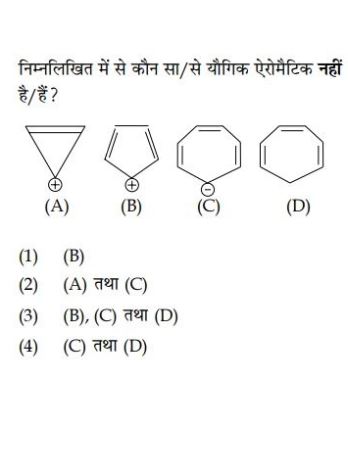 निम्नलिखित में से कौन सा/से यौगिक ऐरोमैटिक नहीं
है/हैं?
⊕ ⊕ ⊖
(A) (B) (C) (D)
(1) (B)
(2) (A) तथा (C)
(3) (B), (C) तथा (D)
(4) (C) तथा (D)